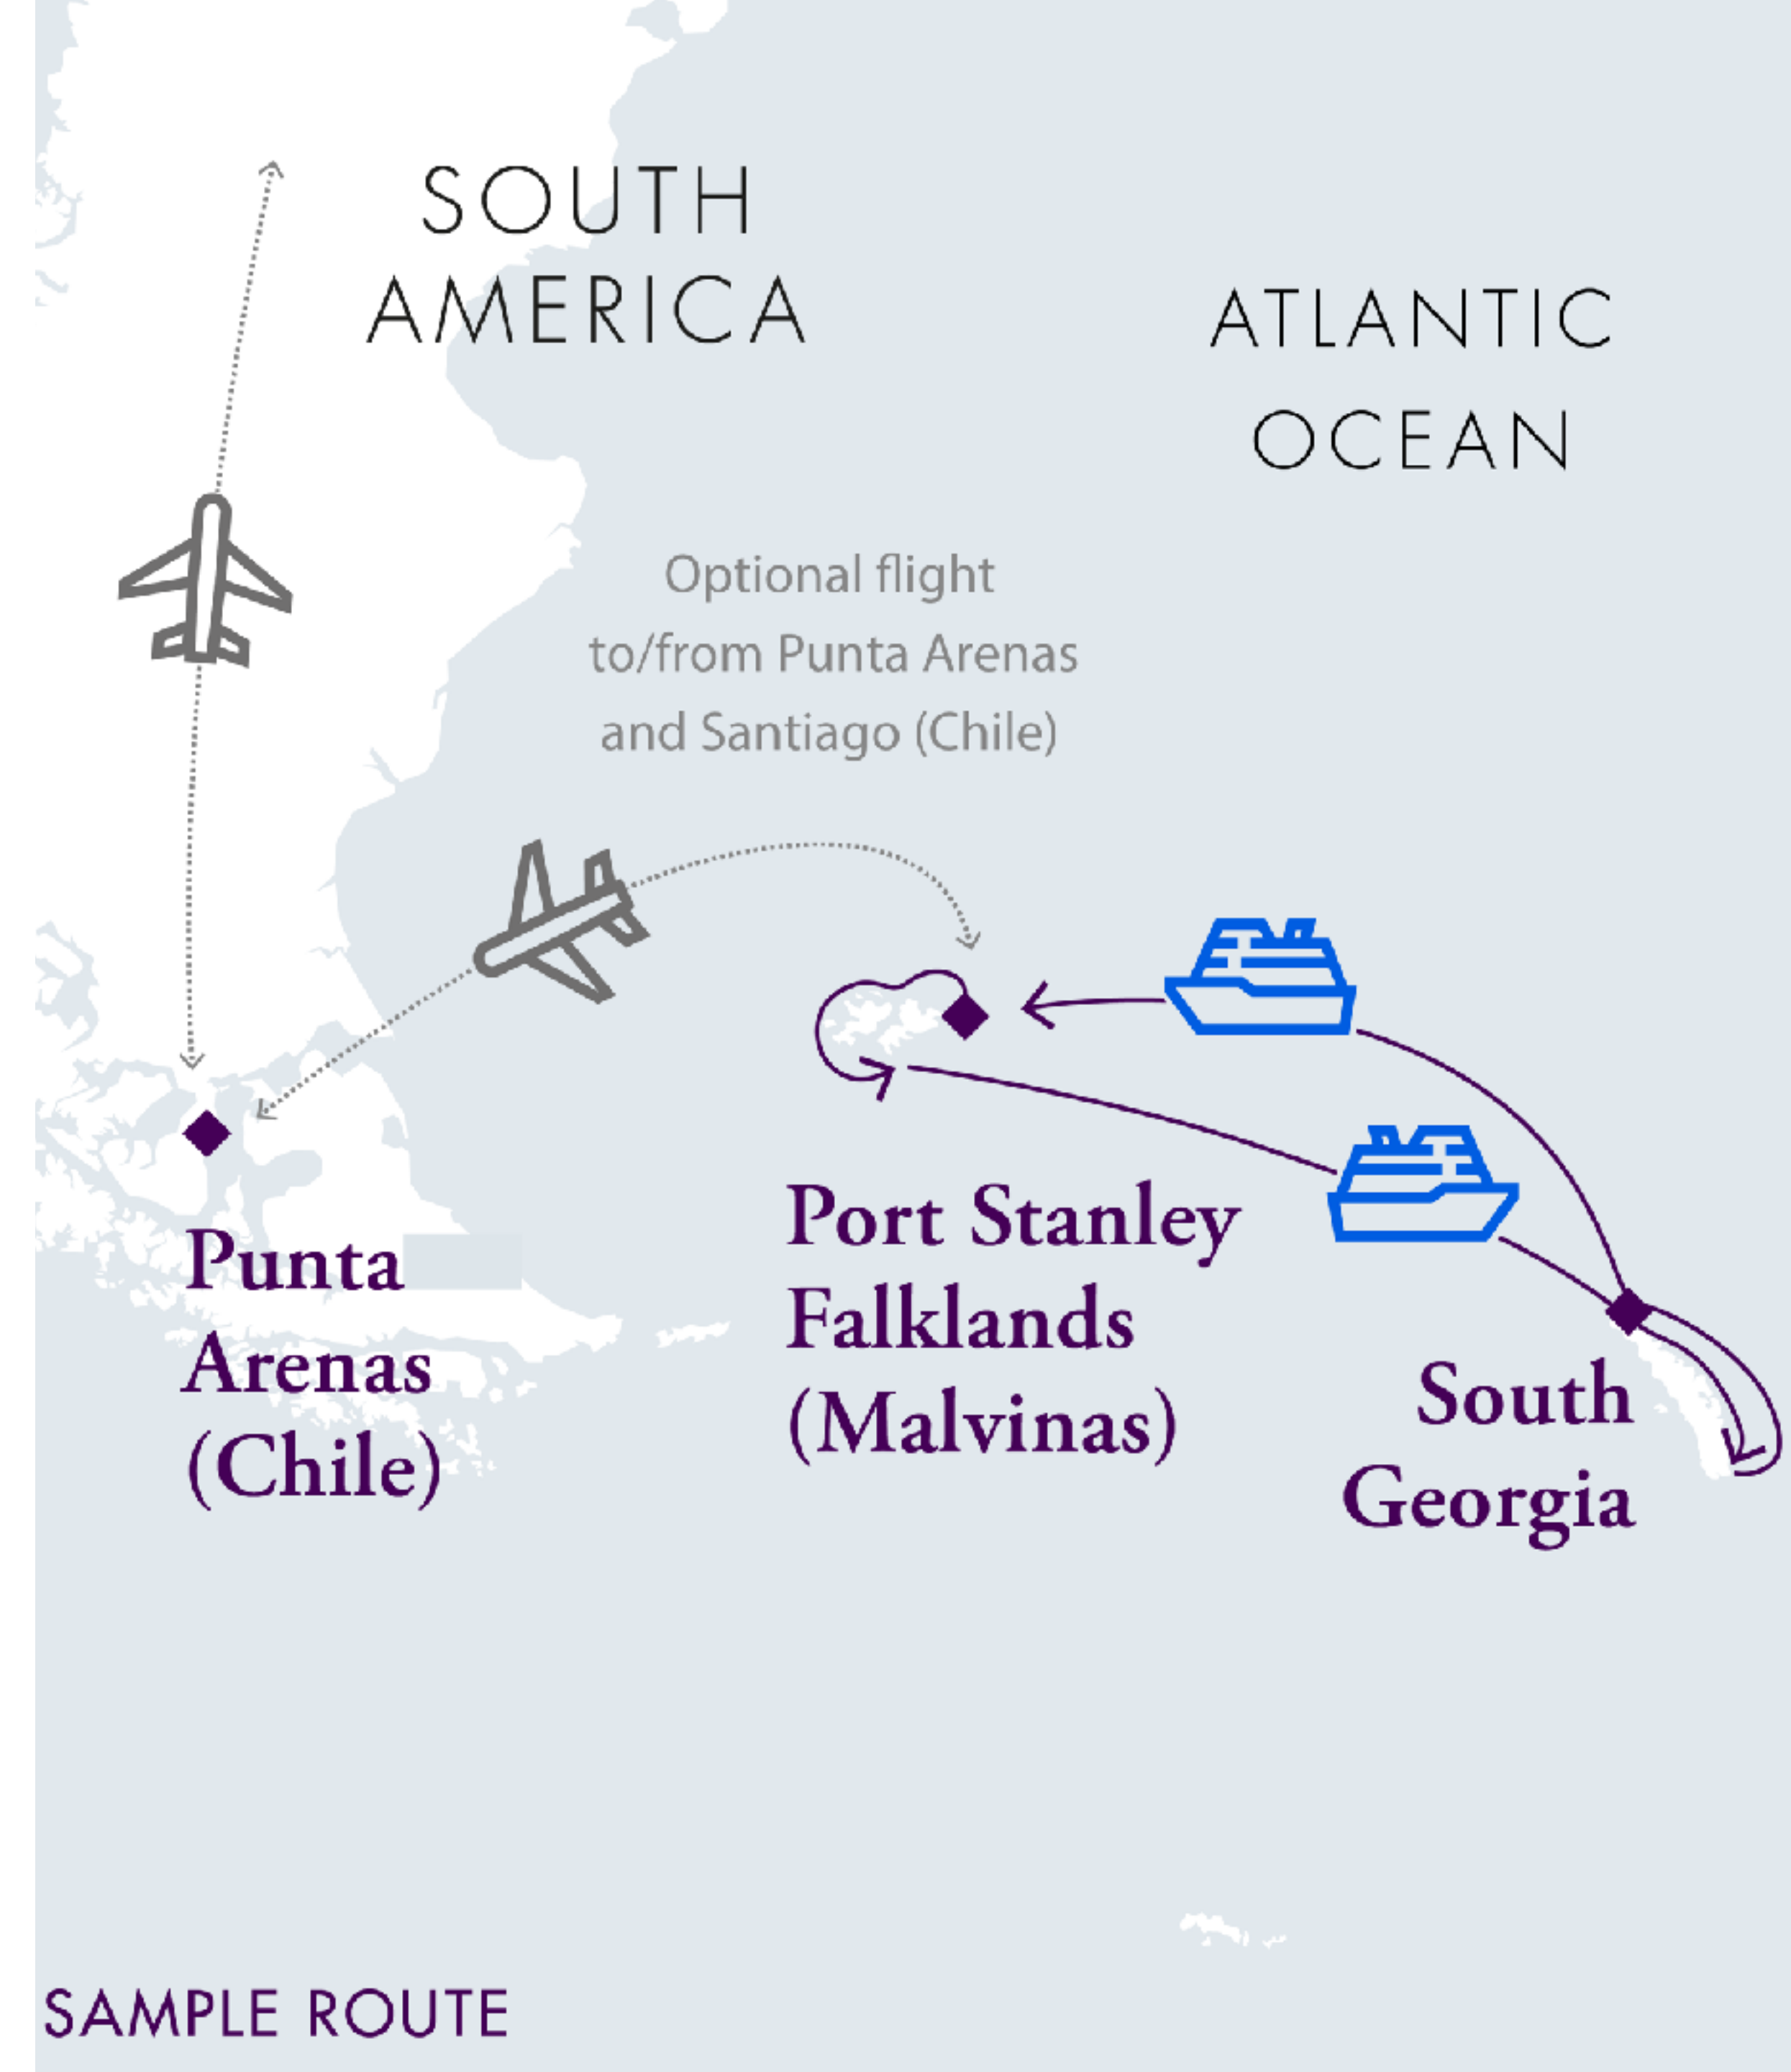 SOUTH
AMERICA
ATLANTIC
OCEAN
Optional flight
to/from Punta Arenas
and Santiago (Chile)
Port Stanley
Falklands
(Malvinas)
Punta
Arenas
(Chile)
South
Georgia
SAMPLE ROUTE